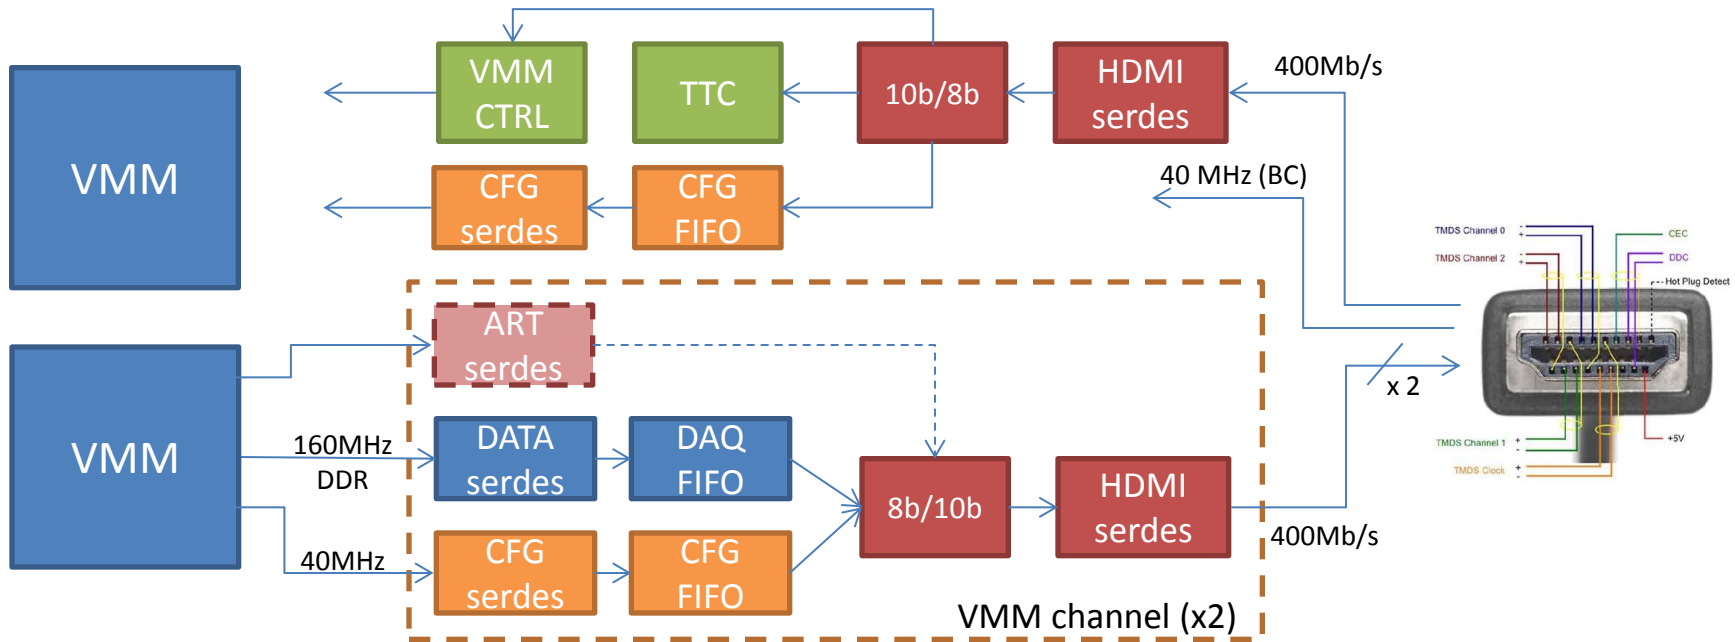 VMM
VMM
CTRL
TTC
10b/8b
HDMI
serdes
400Mb/s
CFG
serdes
CFG
FIFO
40 MHz (BC)
TMDS Channel 0
-
+
TMDS Channel 2
-
+
CEC
DDC
Hot Plug Detect
VMM
ART
serdes
160MHz
DDR
DATA
serdes
DAQ
FIFO
8b/10b
HDMI
serdes
x 2
400Mb/s
40MHz
CFG
serdes
CFG
FIFO
VMM channel (x2)
TMDS Channel 1
+
-
TMDS Clock
+
-
+5V